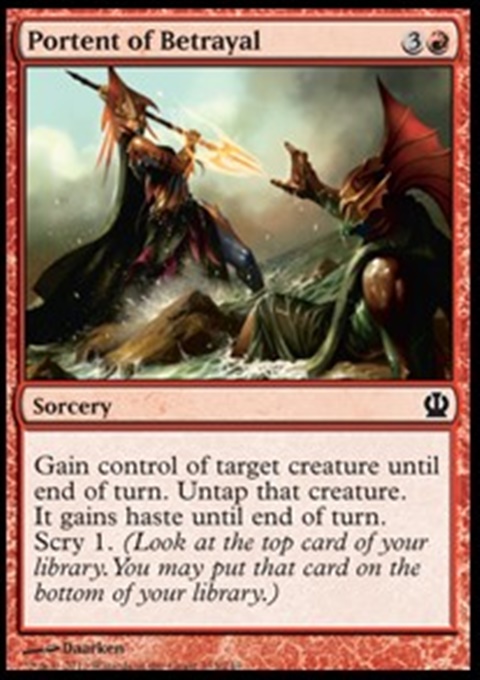 Portent of Betrayal 3
Sorcery
Gain control of target creature until
end of turn. Untap that creature.
It gains haste until end of turn.
Scry 1. (Look at the top card of your
library. You may put that card on the
bottom of your library.)
Daarken